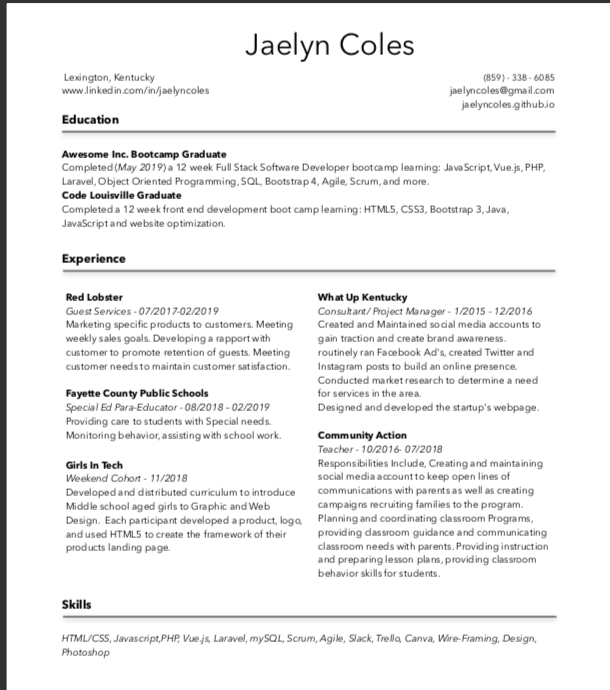 Jaelyn Coles
Lexington, Kentucky
www.linkedin.com/in/jaelyncoles
(859) - 338 - 6085
jaelyncoles@gmail.com
jaelyncoles.github.io
Education
Awesome Inc. Bootcamp Graduate
Completed (May 2019) a 12 week Full Stack Software Developer bootcamp learning: JavaScript, Vue.js, PHP,
Laravel, Object Oriented Programming, SQL, Bootstrap 4, Agile, Scrum, and more.
Code Louisville Graduate
Completed a 12 week front end development boot camp learning: HTML5, CSS3, Bootstrap 3, Java,
JavaScript and website optimization.
Experience
Red Lobster
Guest Services - 07/2017-02/2019
Marketing specific products to customers. Meeting
weekly sales goals. Developing a rapport with
customer to promote retention of guests. Meeting
customer needs to maintain customer satisfaction.
Fayette County Public Schools
Special Ed Para-Educator - 08/2018 - 02/2019
Providing care to students with Special needs.
Monitoring behavior, assisting with school work.
Girls In Tech
Weekend Cohort - 11/2018
Developed and distributed curriculum to introduce
Middle school aged girls to Graphic and Web
Design. Each participant developed a product, logo,
and used HTML5 to create the framework of their
products landing page.
What Up Kentucky
Consultant/ Project Manager - 1/2015 - 12/2016
Created and Maintained social media accounts to
gain traction and create brand awareness.
routinely ran Facebook Ad's, created Twitter and
Instagram posts to build an online presence.
Conducted market research to determine a need
for services in the area.
Designed and developed the startup's webpage.
Community Action
Teacher - 10/2016- 07/2018
Responsibilities Include, Creating and maintaining
social media account to keep open lines of
communications with parents as well as creating
campaigns recruiting families to the program.
Planning and coordinating classroom Programs,
providing classroom guidance and communicating
classroom needs with parents. Providing instruction
and preparing lesson plans, providing classroom
behavior skills for students.
Skills
HTML/CSS, Javascript,PHP, Vue.js, Laravel, mySQL, Scrum, Agile, Slack, Trello, Canva, Wire-Framing, Design,
Photoshop